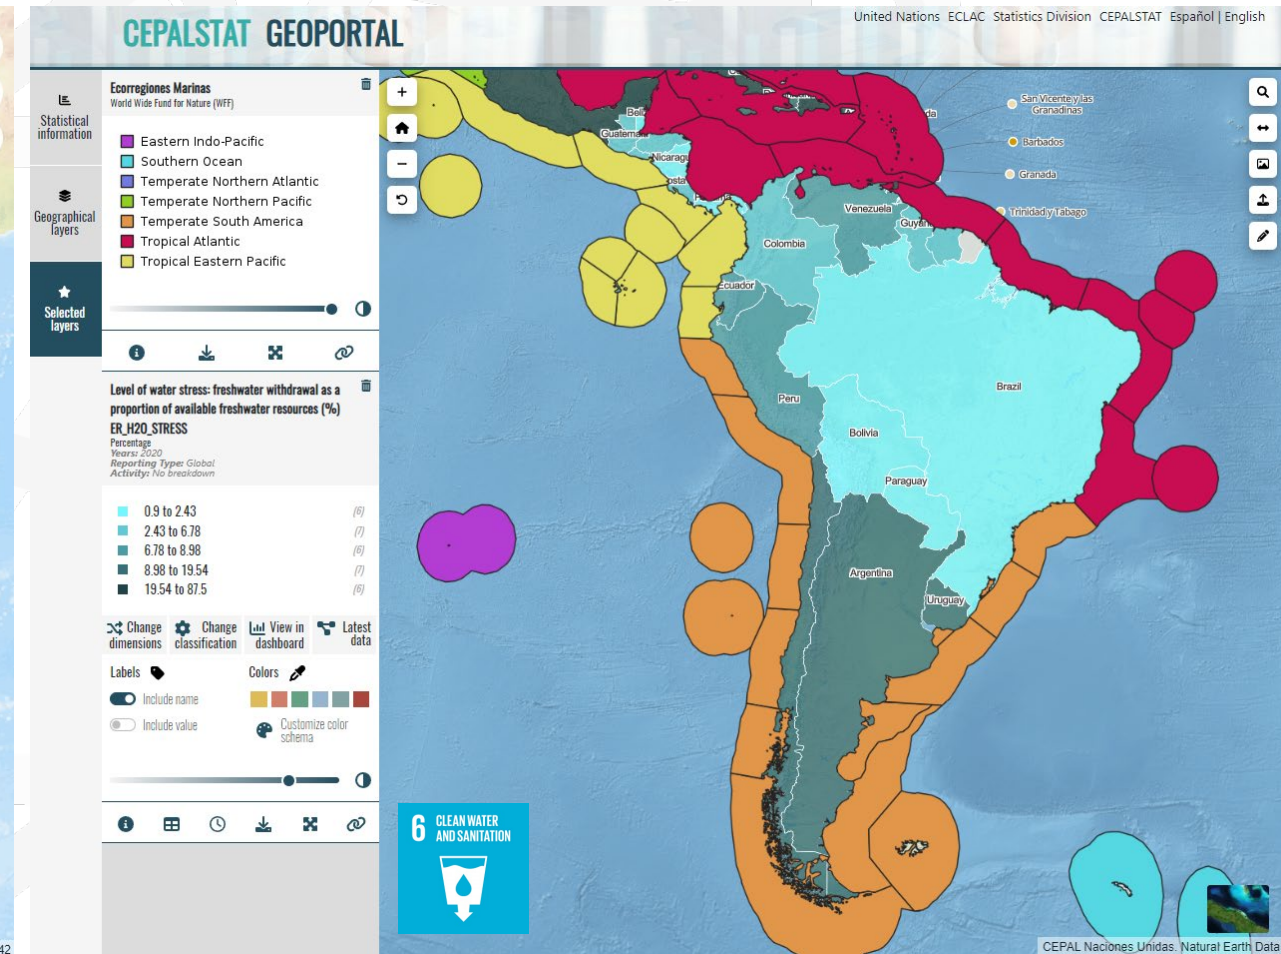 CEPALSTAT GEOPORTAL
United Nations ECLAC Statistics Division CEPALSTAT Español | English
Statistical
information
Geographical
layers
Selected
layers
Ecorregiones Marinas
World Wide Fund for Nature (WFF)
Eastern Indo-Pacific
Southern Ocean
Temperate Northern Atlantic
Temperate Northern Pacific
Temperate South America
Tropical Atlantic
Tropical Eastern Pacific
Level of water stress: freshwater withdrawal as a
proportion of available freshwater resources (%)
ER_H2O_STRESS
Percentage
Years: 2020
Reporting Type: Global
Activity: No breakdown
0.9 to 2.43 (6)
2.43 to 6.78 (7)
6.78 to 8.98 (6)
8.98 to 19.54 (7)
19.54 to 87.5 (6)
Change
dimensions
Change
classification
View in
dashboard
Latest
data
Labels
Colors
Include name
Include value
Customize color
schema
42
San Vicente y las
Granadinas
da
Barbados
Granada
Trinidad y Tabago
Guatema
Nicaragu
osta
Venezuela
Guyan
Colombia
Ecuador
Brazil
Peru
Bolivia
Paraguay
Argentina
Uruguay
6 CLEAN WATER
AND SANITATION
CEPAL Naciones Unidas. Natural Earth Data